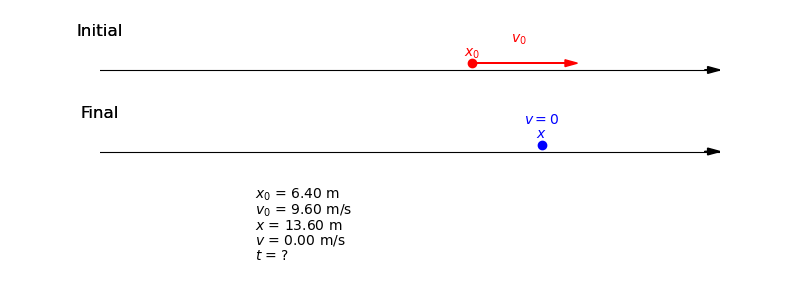 Initial
v₀
x₀
Final
v = 0
x
x₀ = 6.40 m
v₀ = 9.60 m/s
x = 13.60 m
v = 0.00 m/s
t = ?